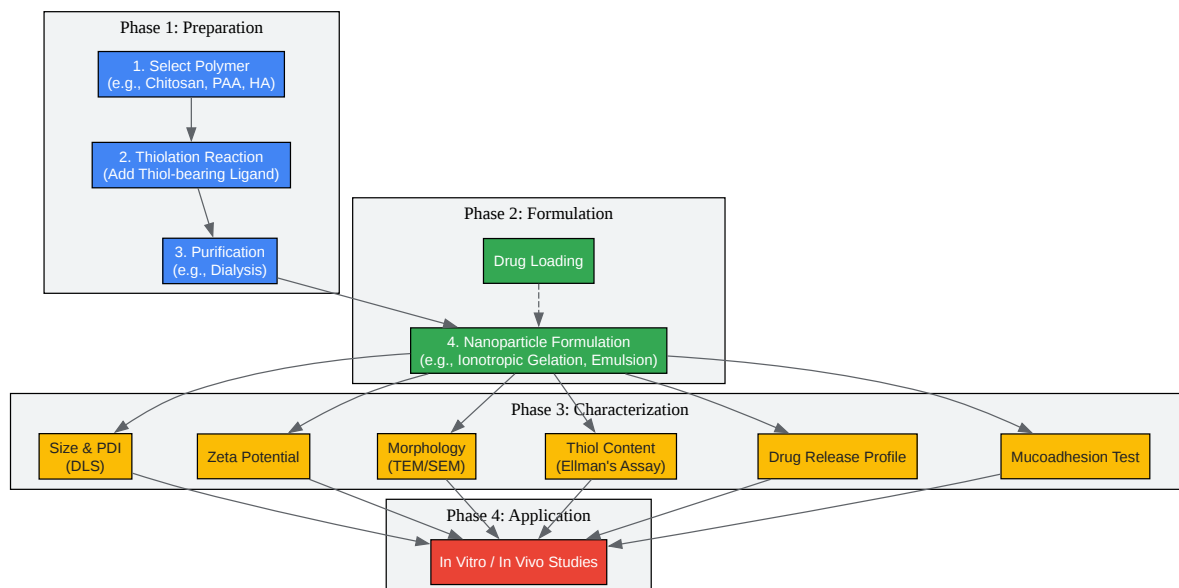 Phase 1: Preparation
1. Select Polymer
(e.g., Chitosan, PAA, HA)
2. Thiolation Reaction
(Add Thiol-bearing Ligand)
3. Purification
(e.g., Dialysis)
Phase 2: Formulation
Drug Loading
4. Nanoparticle Formulation
(e.g., Ionotropic Gelation, Emulsion)
Phase 3: Characterization
Size & PDI
(DLS)
Zeta Potential
Morphology
(TEM/SEM)
Thiol Content
(Ellman's Assay)
Drug Release Profile
Mucoadhesion Test
Phase 4: Application
In Vitro / In Vivo Studies